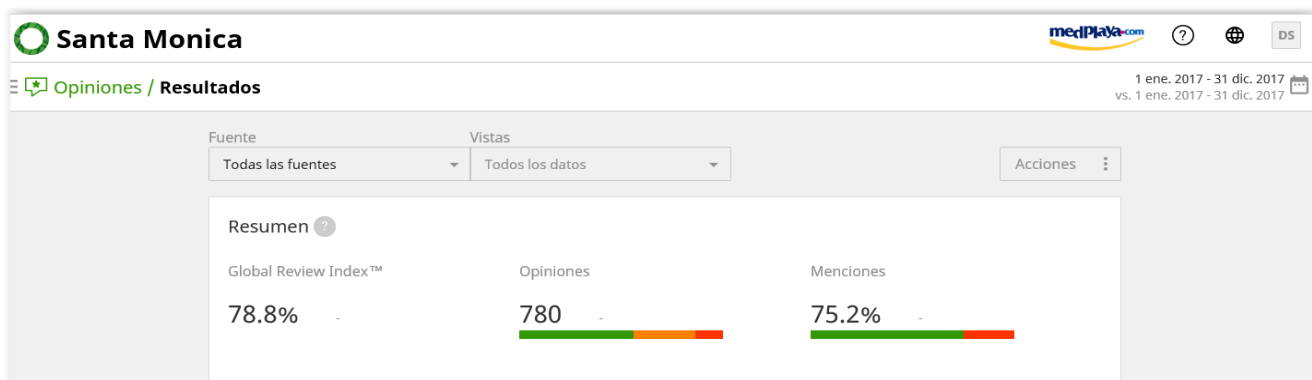 Santa Monica
medplaya.com
?
DS
Opiniones / Resultados
1 ene. 2017 - 31 dic. 2017
vs. 1 ene. 2017 - 31 dic. 2017
Fuente
Vistas
Todas las fuentes
Todos los datos
Acciones
Resumen ?
Global Review Index™
Opiniones
Menciones
78.8% -
780 -
75.2% -